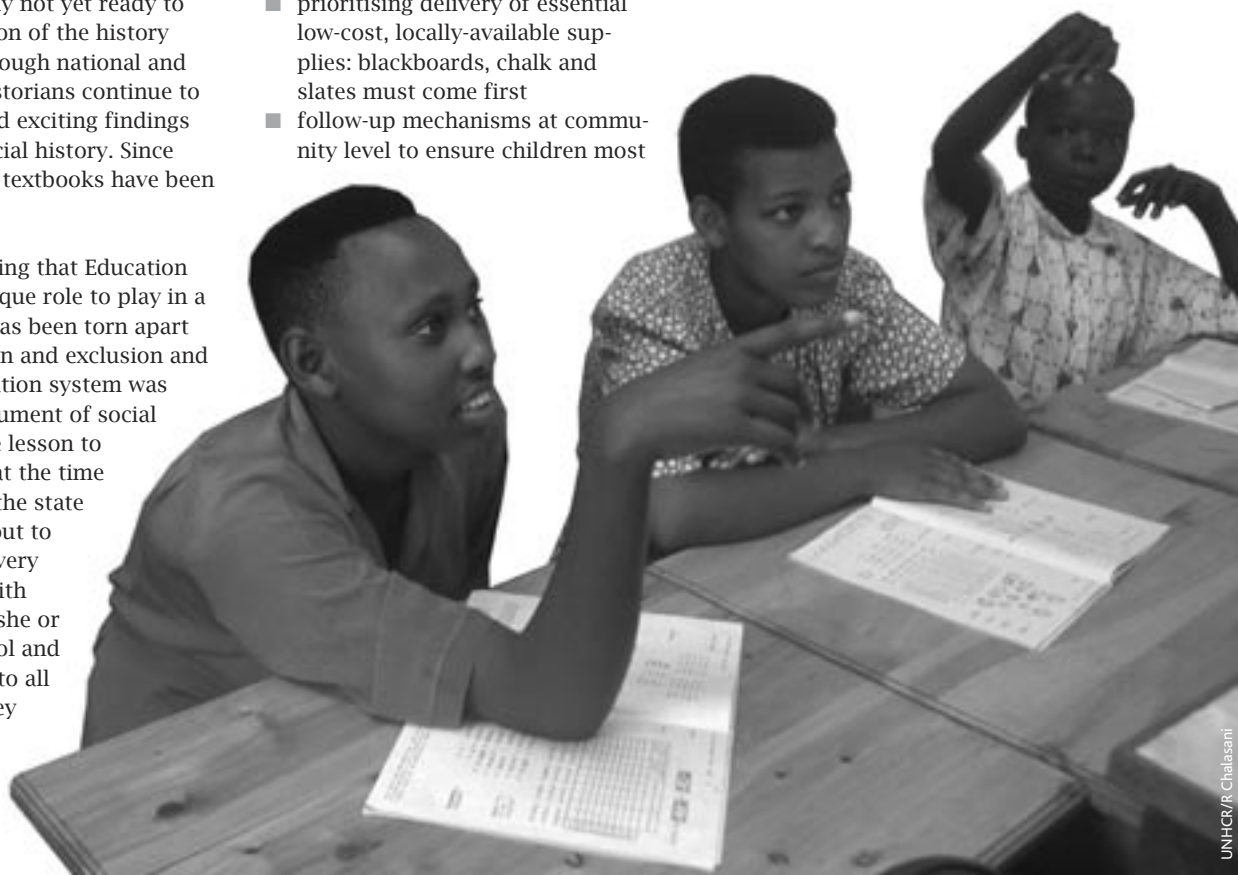 y not yet ready to
on of the history
ough national and
storians continue to
d exciting findings
cial history. Since
textbooks have been
ing that Education
que role to play in a
as been torn apart
n and exclusion and
ation system was
ument of social
e lesson to
at the time
the state
out to
very
ith
she or
ol and
to all
ey
prioritising delivery of essential
low-cost, locally-available sup-
plies: blackboards, chalk and
slates must come first
follow-up mechanisms at commu-
nity level to ensure children most
UNHCR/R Chalasani